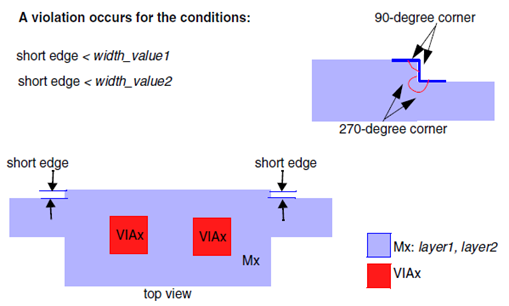 A violation occurs for the conditions:
90-degree corner
short edge < width_value1
short edge < width_value2
270-degree corner
short edge
short edge
VIAx
VIAx
Mx
Mx: layer1, layer2
VIAx
top view